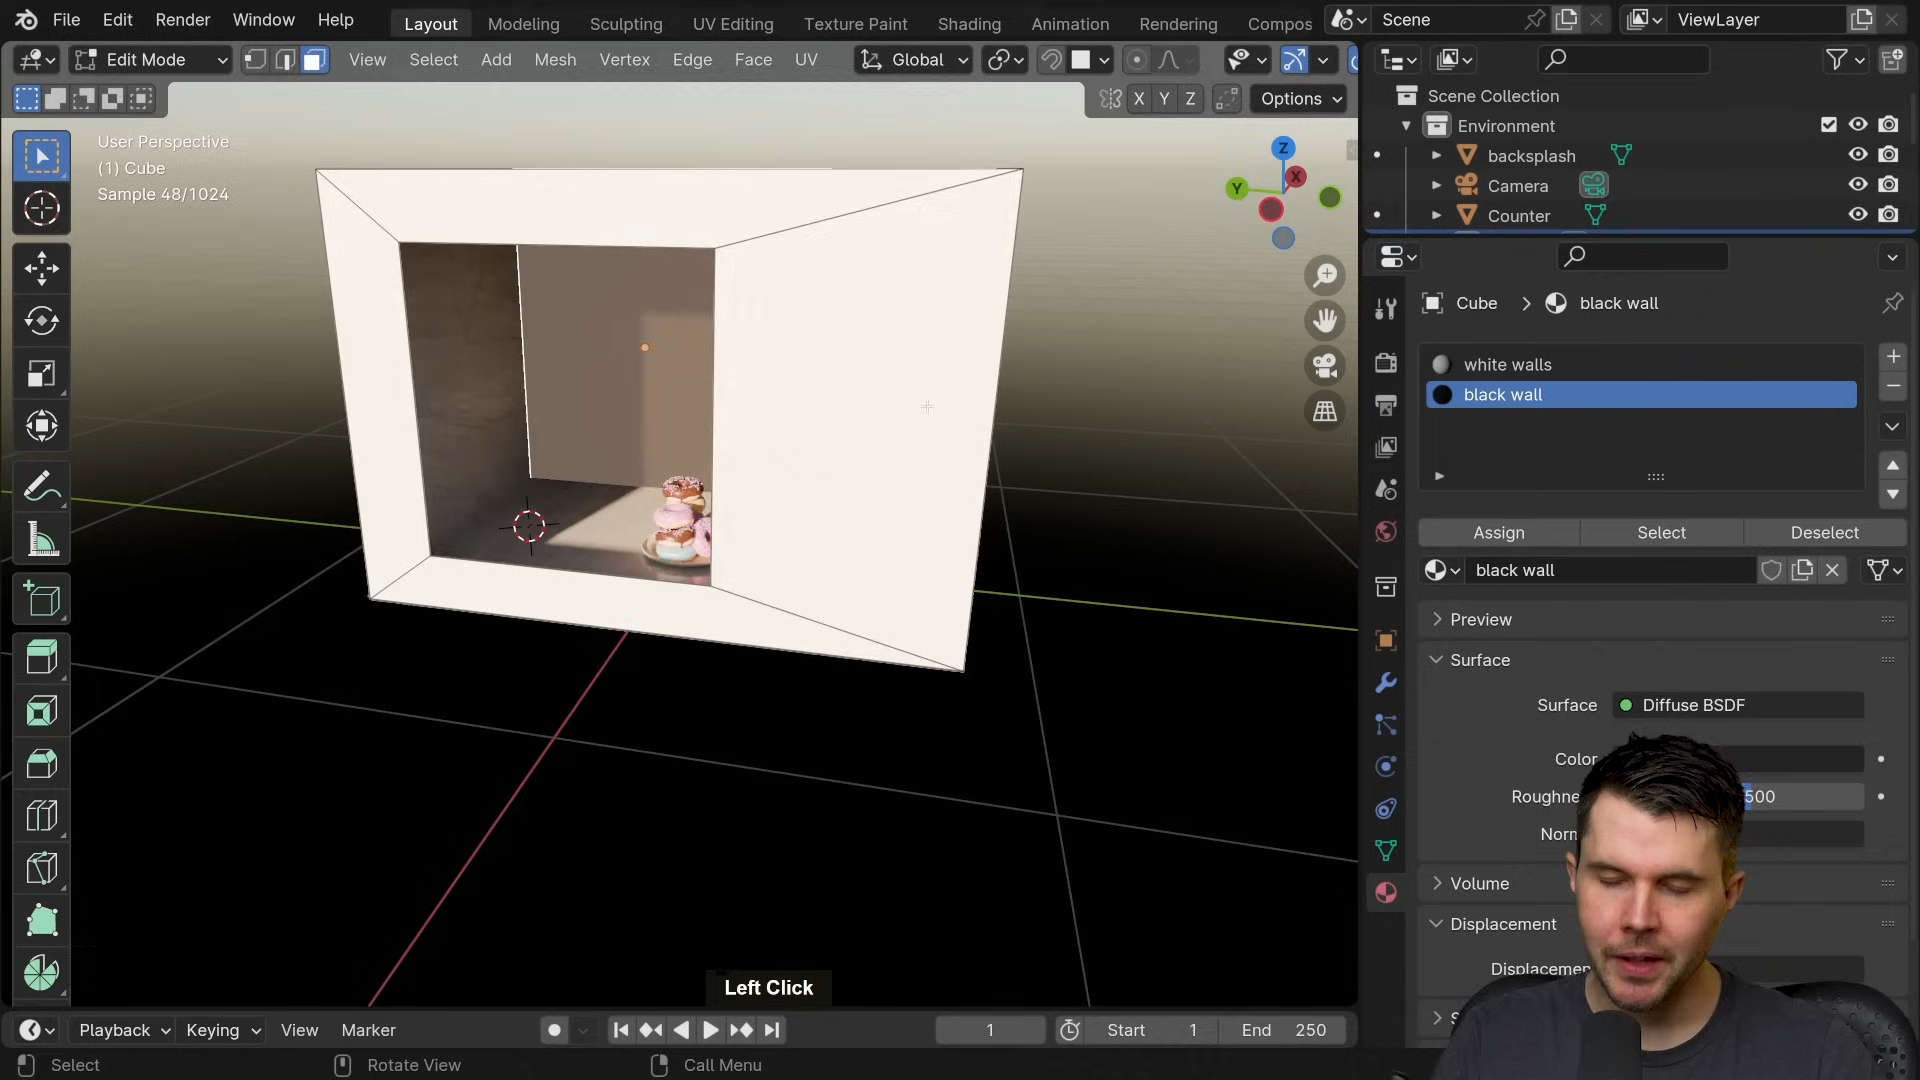 File Edit Render Window Help
Layout Modeling Sculpting UV Editing Texture Paint Shading Animation Rendering Compos
Scene
ViewLayer
Edit Mode
View Select Add Mesh Vertex Edge Face UV
Global
X Y Z
Options
User Perspective
(1) Cube
Sample 48/1024
Z
X
Y
Scene Collection
Environment
backsplash
Camera
Counter
Cube > black wall
white walls
black wall
Assign Select Deselect
black wall
Preview
Surface
Surface Diffuse BSDF
Color
Roughne 500
Norn
Volume
Displacement
Displacemen
S
Left Click
Playback Keying View Marker
1
Start 1
End 250
Select
Rotate View
Call Menu